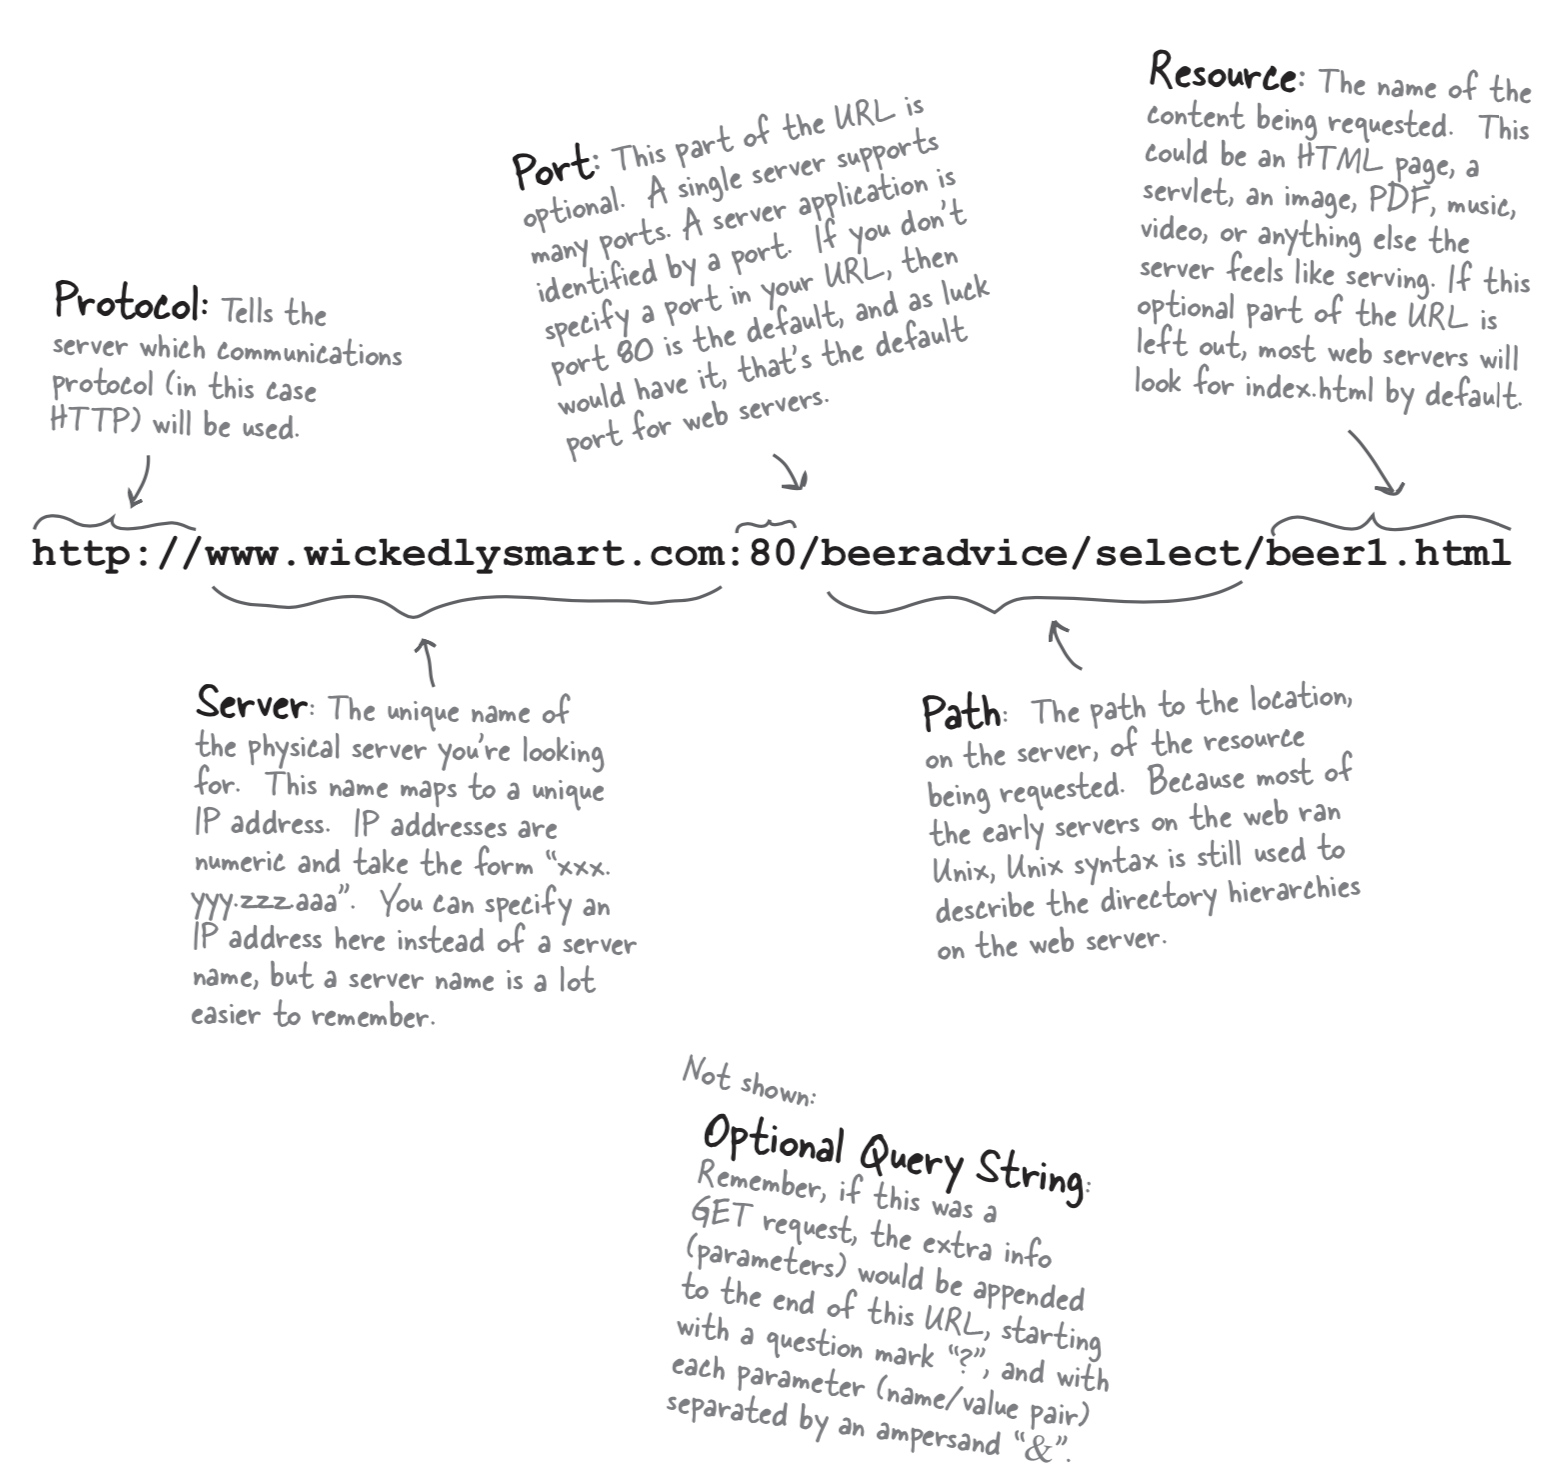 Resource: The name of the
content being requested. This
could be an HTML page, a
servlet, an image, PDF, music,
video, or anything else the
server feels like serving. If this
optional part of the URL is
left out, most web servers will
look for index.html by default.
Port: This part of the URL is
optional. A single server supports
many ports. A server application is
identified by a port. If you don't
specify a port in your URL, then
port 80 is the default, and as luck
would have it, that's the default
port for web servers.
Protocol: Tells the
server which communications
protocol (in this case
HTTP) will be used.
http://www.wickedlysmart.com:80/beeradvice/select/beer1.html
Server: The unique name of
the physical server you're looking
for. This name maps to a unique
IP address. IP addresses are
numeric and take the form “xxx.
yyy.zzz.aaa”. You can specify an
IP address here instead of a server
name, but a server name is a lot
easier to remember.
Path: The path to the location,
on the server, of the resource
being requested. Because most of
the early servers on the web ran
Unix, Unix syntax is still used to
describe the directory hierarchies
on the web server.
Not shown:
Optional Query String:
Remember, if this was a
GET request, the extra info
(parameters) would be appended
to the end of this URL, starting
with a question mark “?”, and with
each parameter (name/value pair)
separated by an ampersand “&”.